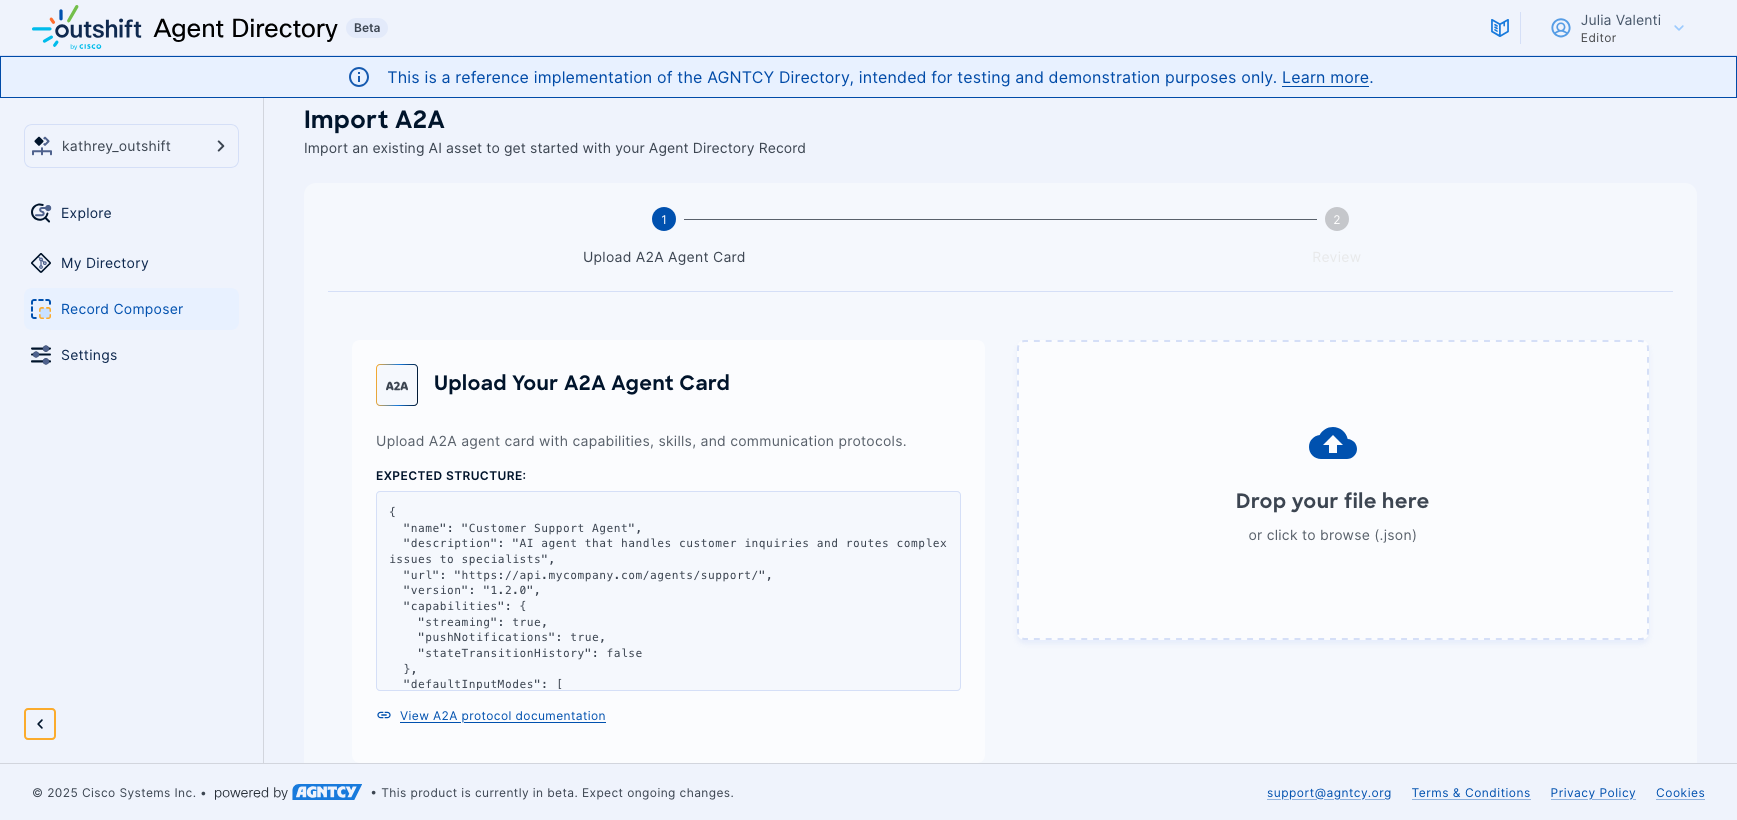 outshift
by CISCO
Agent Directory
Beta
Julia Valenti
Editor
This is a reference implementation of the AGNTCY Directory, intended for testing and demonstration purposes only. Learn more.
kathrey_outshift
Explore
My Directory
Record Composer
Settings
Import A2A
Import an existing AI asset to get started with your Agent Directory Record
1
2
Upload A2A Agent Card
Review
A2A
Upload Your A2A Agent Card
Upload A2A agent card with capabilities, skills, and communication protocols.
EXPECTED STRUCTURE:
{
"name": "Customer Support Agent",
"description": "AI agent that handles customer inquiries and routes complex
issues to specialists",
"url": "https://api.mycompany.com/agents/support/",
"version": "1.2.0",
"capabilities": {
"streaming": true,
"pushNotifications": true,
"stateTransitionHistory": false
},
"defaultInputModes": [
View A2A protocol documentation
Drop your file here
or click to browse (.json)
© 2025 Cisco Systems Inc. • powered by AGNTCY • This product is currently in beta. Expect ongoing changes.
support@agntcy.org
Terms & Conditions
Privacy Policy
Cookies